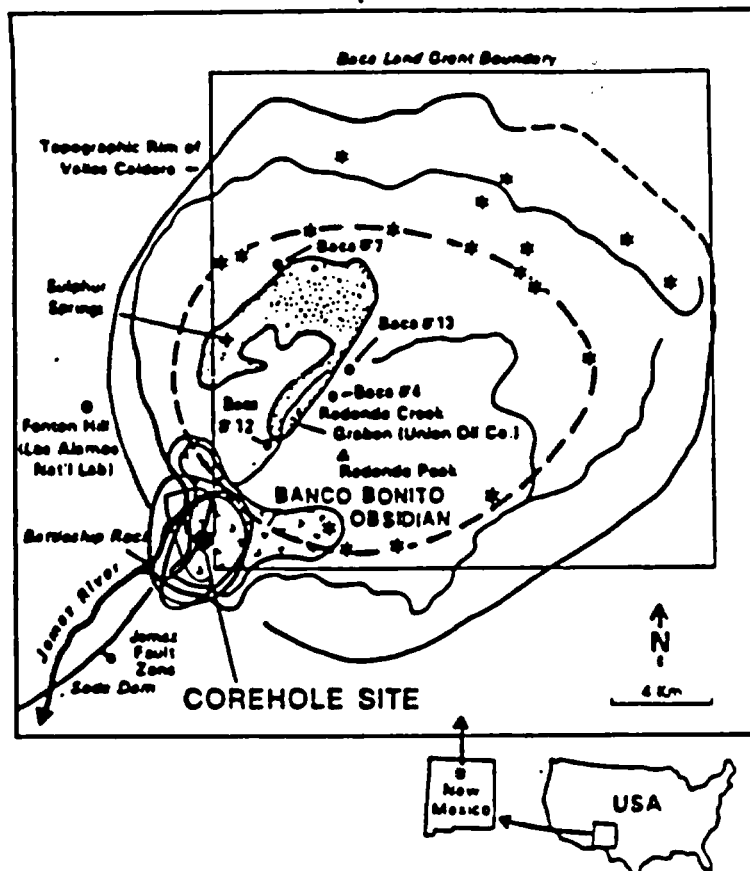 Baca Land Grant Boundary
Topographic Rim of
Valles Caldera
Baca #7
Sulphur
Springs
Baca #13
Baca #4
Redondo Creek
Graben (Union Oil Co.)
Baca
#12
Redondo Peak
Fenton Hill
(Los Alamos
Nat'l Lab)
BANCO BONITO
OBSIDIAN
Battleship Rock
Jemez River
Jemez
Fault
Zone
Soda Dam
COREHOLE SITE
N
4 Km
New
Mexico
USA